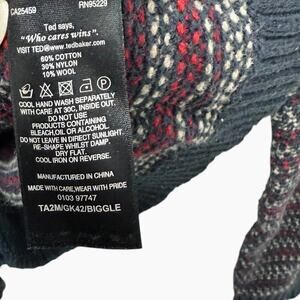 CA25459 RN95229
Ted says,
"Who cares wins".
VISIT TED@www.tedbaker.com
60% COTTON
30% NYLON
10% WOOL
COOL HAND WASH SEPARATELY
WITH CARE AT 30C, INSIDE OUT.
DO NOT USE
PRODUCTS CONTAINING
BLEACH,OIL OR ALCOHOL.
DO NOT LEAVE IN DIRECT SUN.
RE-SHAPE WHILST DAMP.
DRY FLAT.
COOL IRON ON REVERSE.
MANUFACTURED IN CHINA
MADE WITH CARE,WEAR WITH PRIDE
0103 97747
TA2M/GK42/BIGGLE